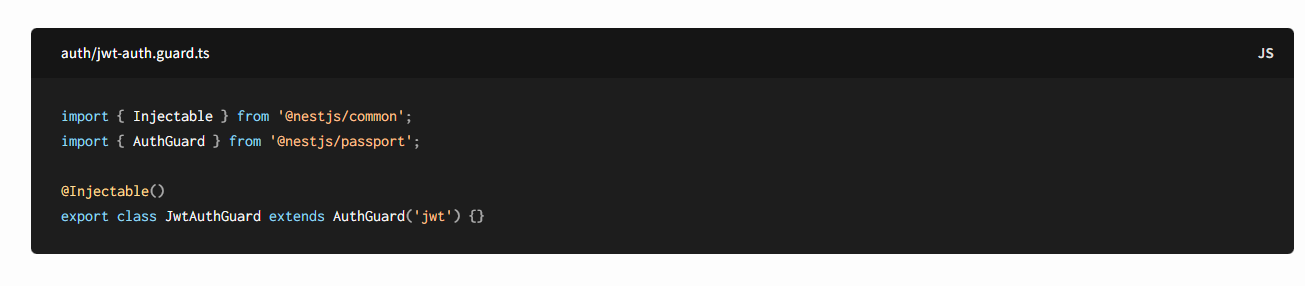 auth/jwt-auth.guard.ts
JS
import { Injectable } from '@nestjs/common';
import { AuthGuard } from '@nestjs/passport';
@Injectable()
export class JwtAuthGuard extends AuthGuard('jwt') {}